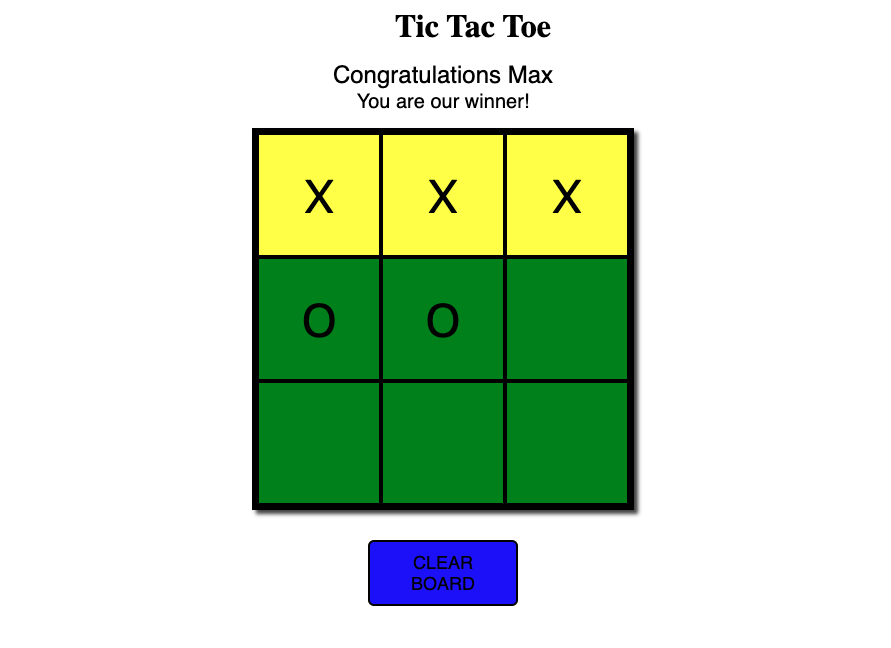 Tic Tac Toe
Congratulations Max
You are our winner!
X X X
O O
CLEAR
BOARD